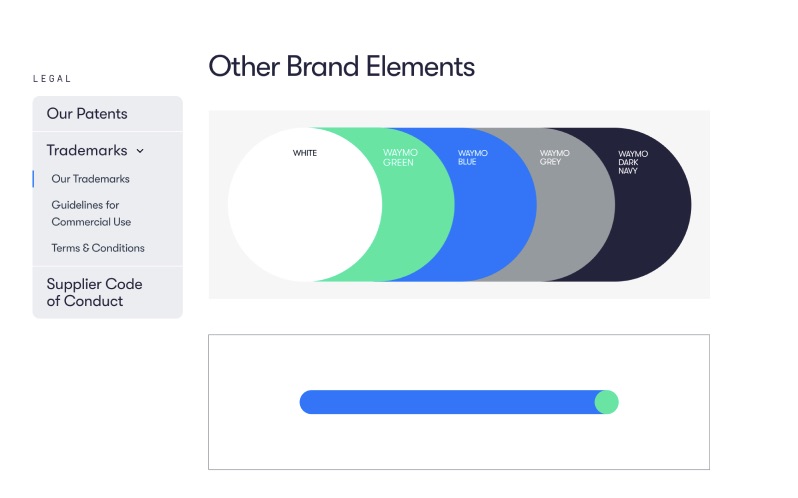 Other Brand Elements
LEGAL
Our Patents
Trademarks
Our Trademarks
Guidelines for
Commercial Use
Terms & Conditions
Supplier Code
of Conduct
WHITE
WAYMO
GREEN
WAYMO
BLUE
WAYMO
GREY
WAYMO
DARK
NAVY